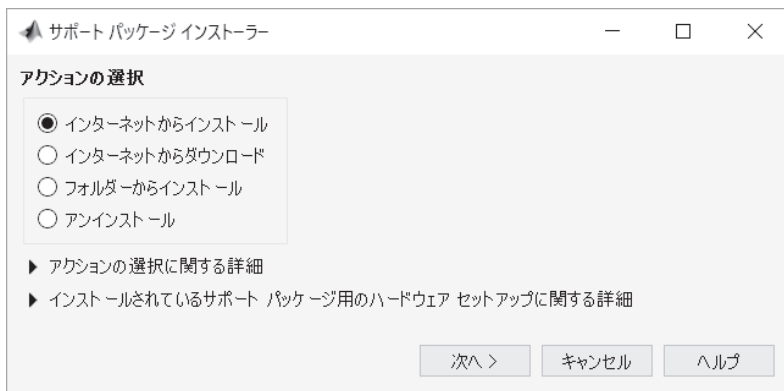 サポート パッケージ インストーラー
アクションの選択
インターネットからインストール
インターネットからダウンロード
フォルダーからインストール
アンインストール
アクションの選択に関する詳細
インストールされているサポート パッケージ用のハードウェア セットアップに関する詳細
次へ > キャンセル ヘルプ